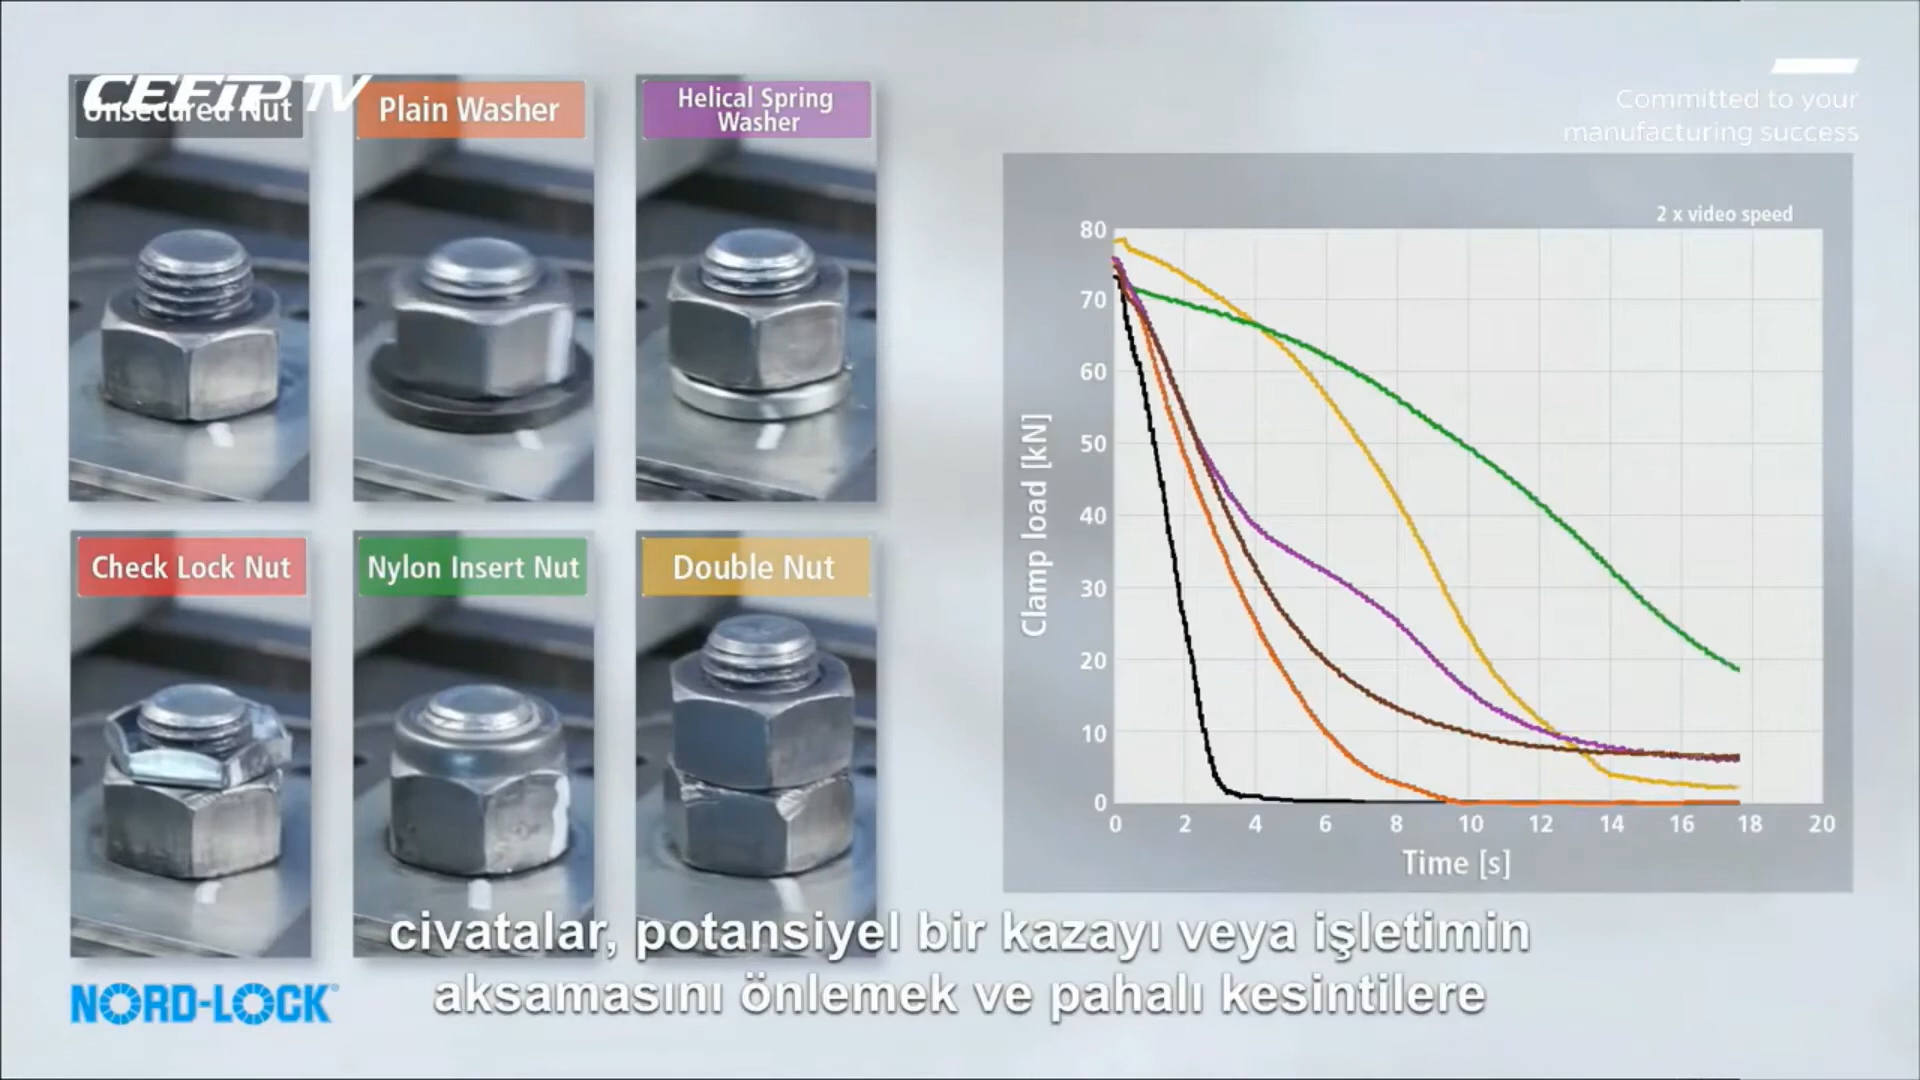 CEFTP TV
Unsecured Nut
Plain Washer
Helical Spring
Washer
Committed to your
manufacturing success
2 x video speed
80
70
60
50
40
30
20
10
0
Clamp load [kN]
0 2 4 6 8 10 12 14 16 18 20
Time [s]
Check Lock Nut
Nylon Insert Nut
Double Nut
civatalar, potansiyel bir kazayı veya işletimin
aksamasını önlemek ve pahalı kesintilere
NORD-LOCK®